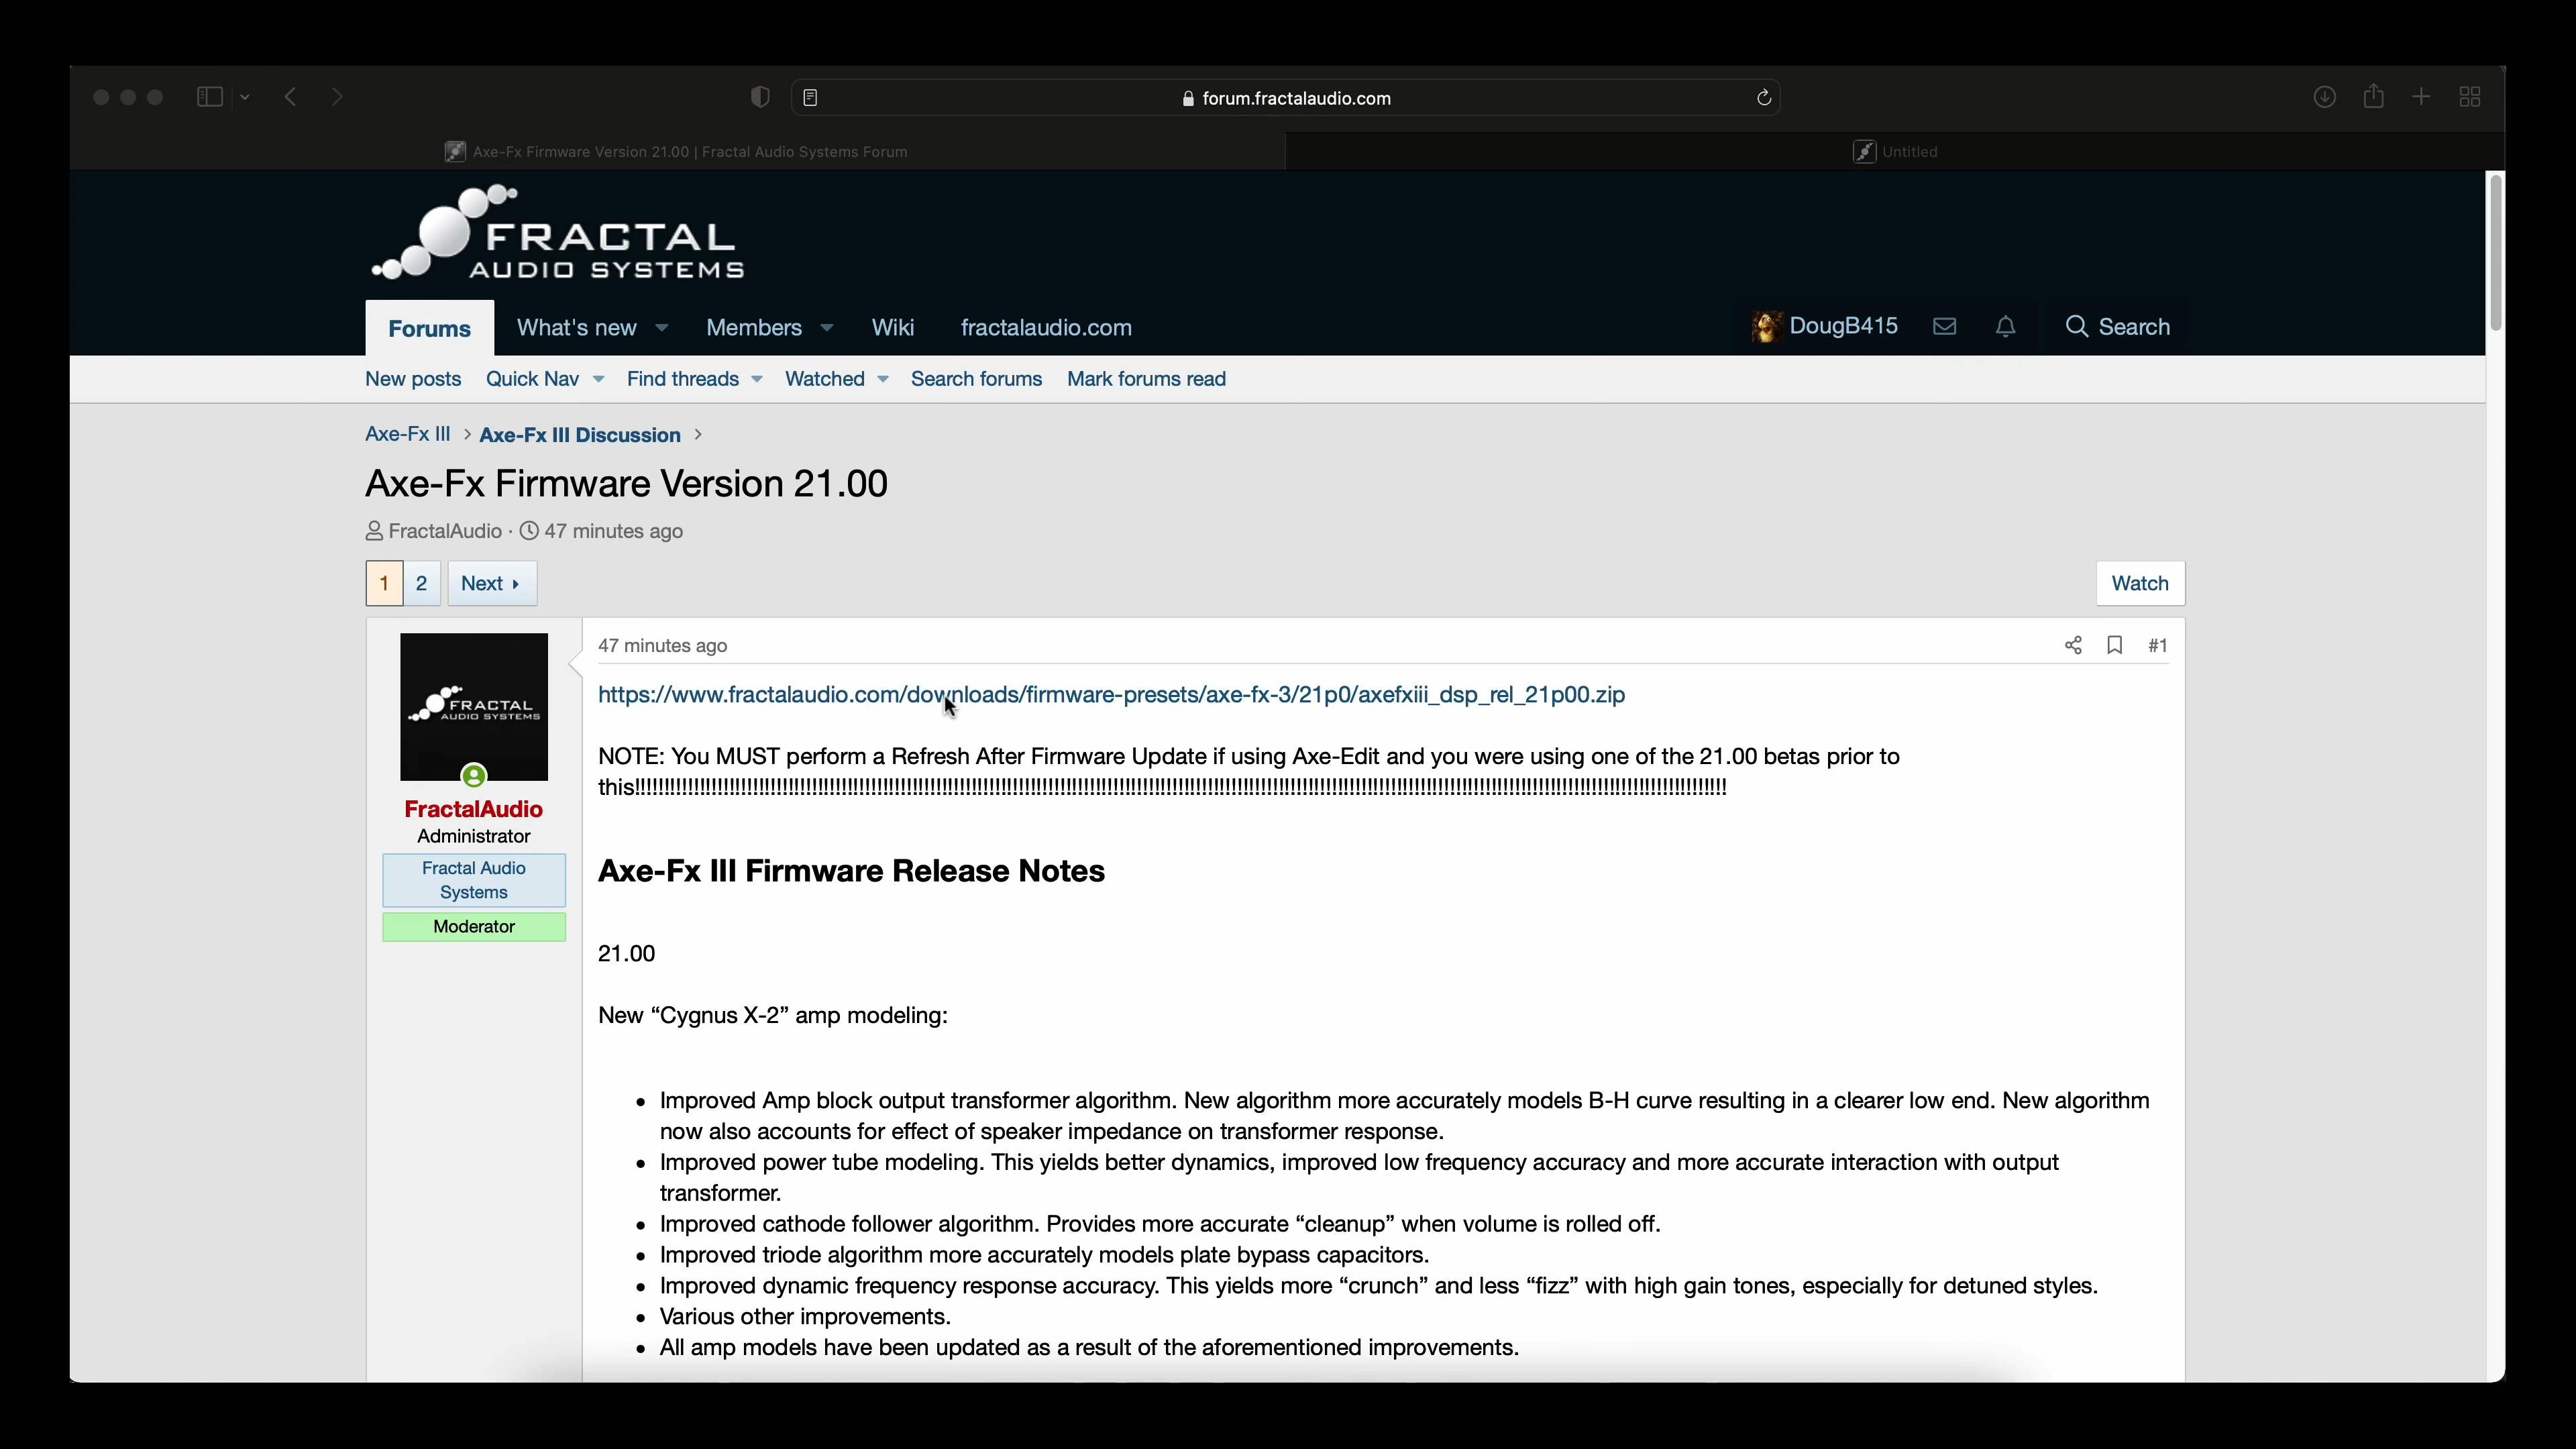 forum.fractalaudio.com
Axe-Fx Firmware Version 21.00 | Fractal Audio Systems Forum
Untitled
FRACTAL
AUDIO SYSTEMS
Forums What's new Members Wiki fractalaudio.com DougB415 Search
New posts Quick Nav Find threads Watched Search forums Mark forums read
Axe-Fx III > Axe-Fx III Discussion >
Axe-Fx Firmware Version 21.00
FractalAudio · 47 minutes ago
1 2 Next Watch
47 minutes ago #1
FRACTAL
AUDIO SYSTEMS
FractalAudio
Administrator
Fractal Audio
Systems
Moderator
https://www.fractalaudio.com/downloads/firmware-presets/axe-fx-3/21p0/axefxiii_dsp_rel_21p00.zip
NOTE: You MUST perform a Refresh After Firmware Update if using Axe-Edit and you were using one of the 21.00 betas prior to
this!!!!!!!!!!!!!!!!!!!!!!!!!!!!!!!!!!!!!!!!!!!!!!!!!!!!!!!!!!!!!!!!!!!!!!!!!!!!!!!!!!!!!!!!!!!!!!!!!!!!!!!!!!!!!!!!!!!!!!!!!!!!!!!!!!!!!!!!!!!!!!!!!!!!!!!!!!!!!!!!!!!!!!!!!!!!!!!!!!!!!
Axe-Fx III Firmware Release Notes
21.00
New “Cygnus X-2” amp modeling:
• Improved Amp block output transformer algorithm. New algorithm more accurately models B-H curve resulting in a clearer low end. New algorithm
now also accounts for effect of speaker impedance on transformer response.
• Improved power tube modeling. This yields better dynamics, improved low frequency accuracy and more accurate interaction with output
transformer.
• Improved cathode follower algorithm. Provides more accurate “cleanup” when volume is rolled off.
• Improved triode algorithm more accurately models plate bypass capacitors.
• Improved dynamic frequency response accuracy. This yields more “crunch” and less “fizz” with high gain tones, especially for detuned styles.
• Various other improvements.
• All amp models have been updated as a result of the aforementioned improvements.